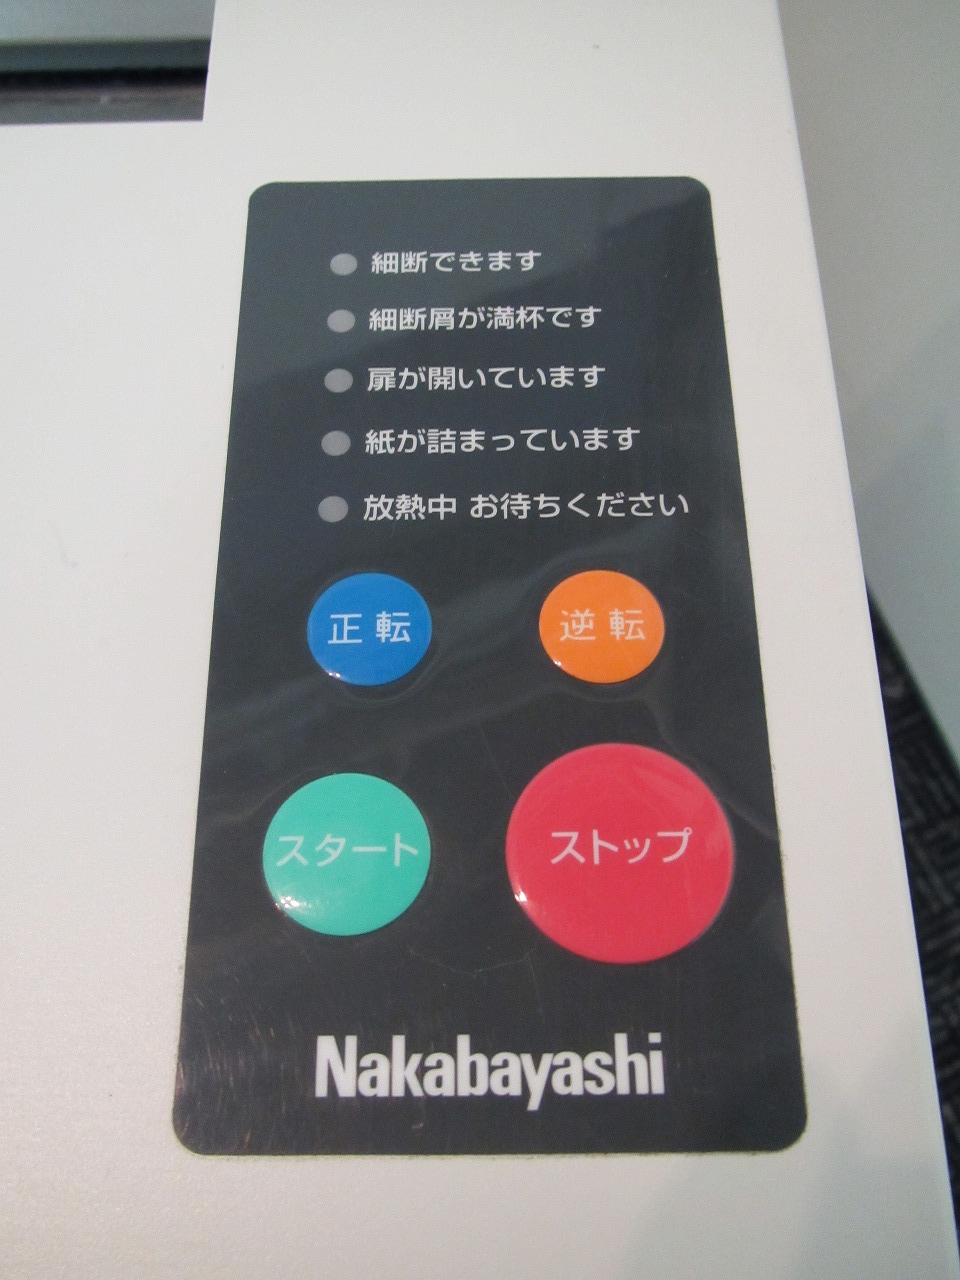 細断できます
細断屑が満杯です
扉が開いています
紙が詰まっています
放熱中 お待ちください
正転 逆転
スタート ストップ
Nakabayashi